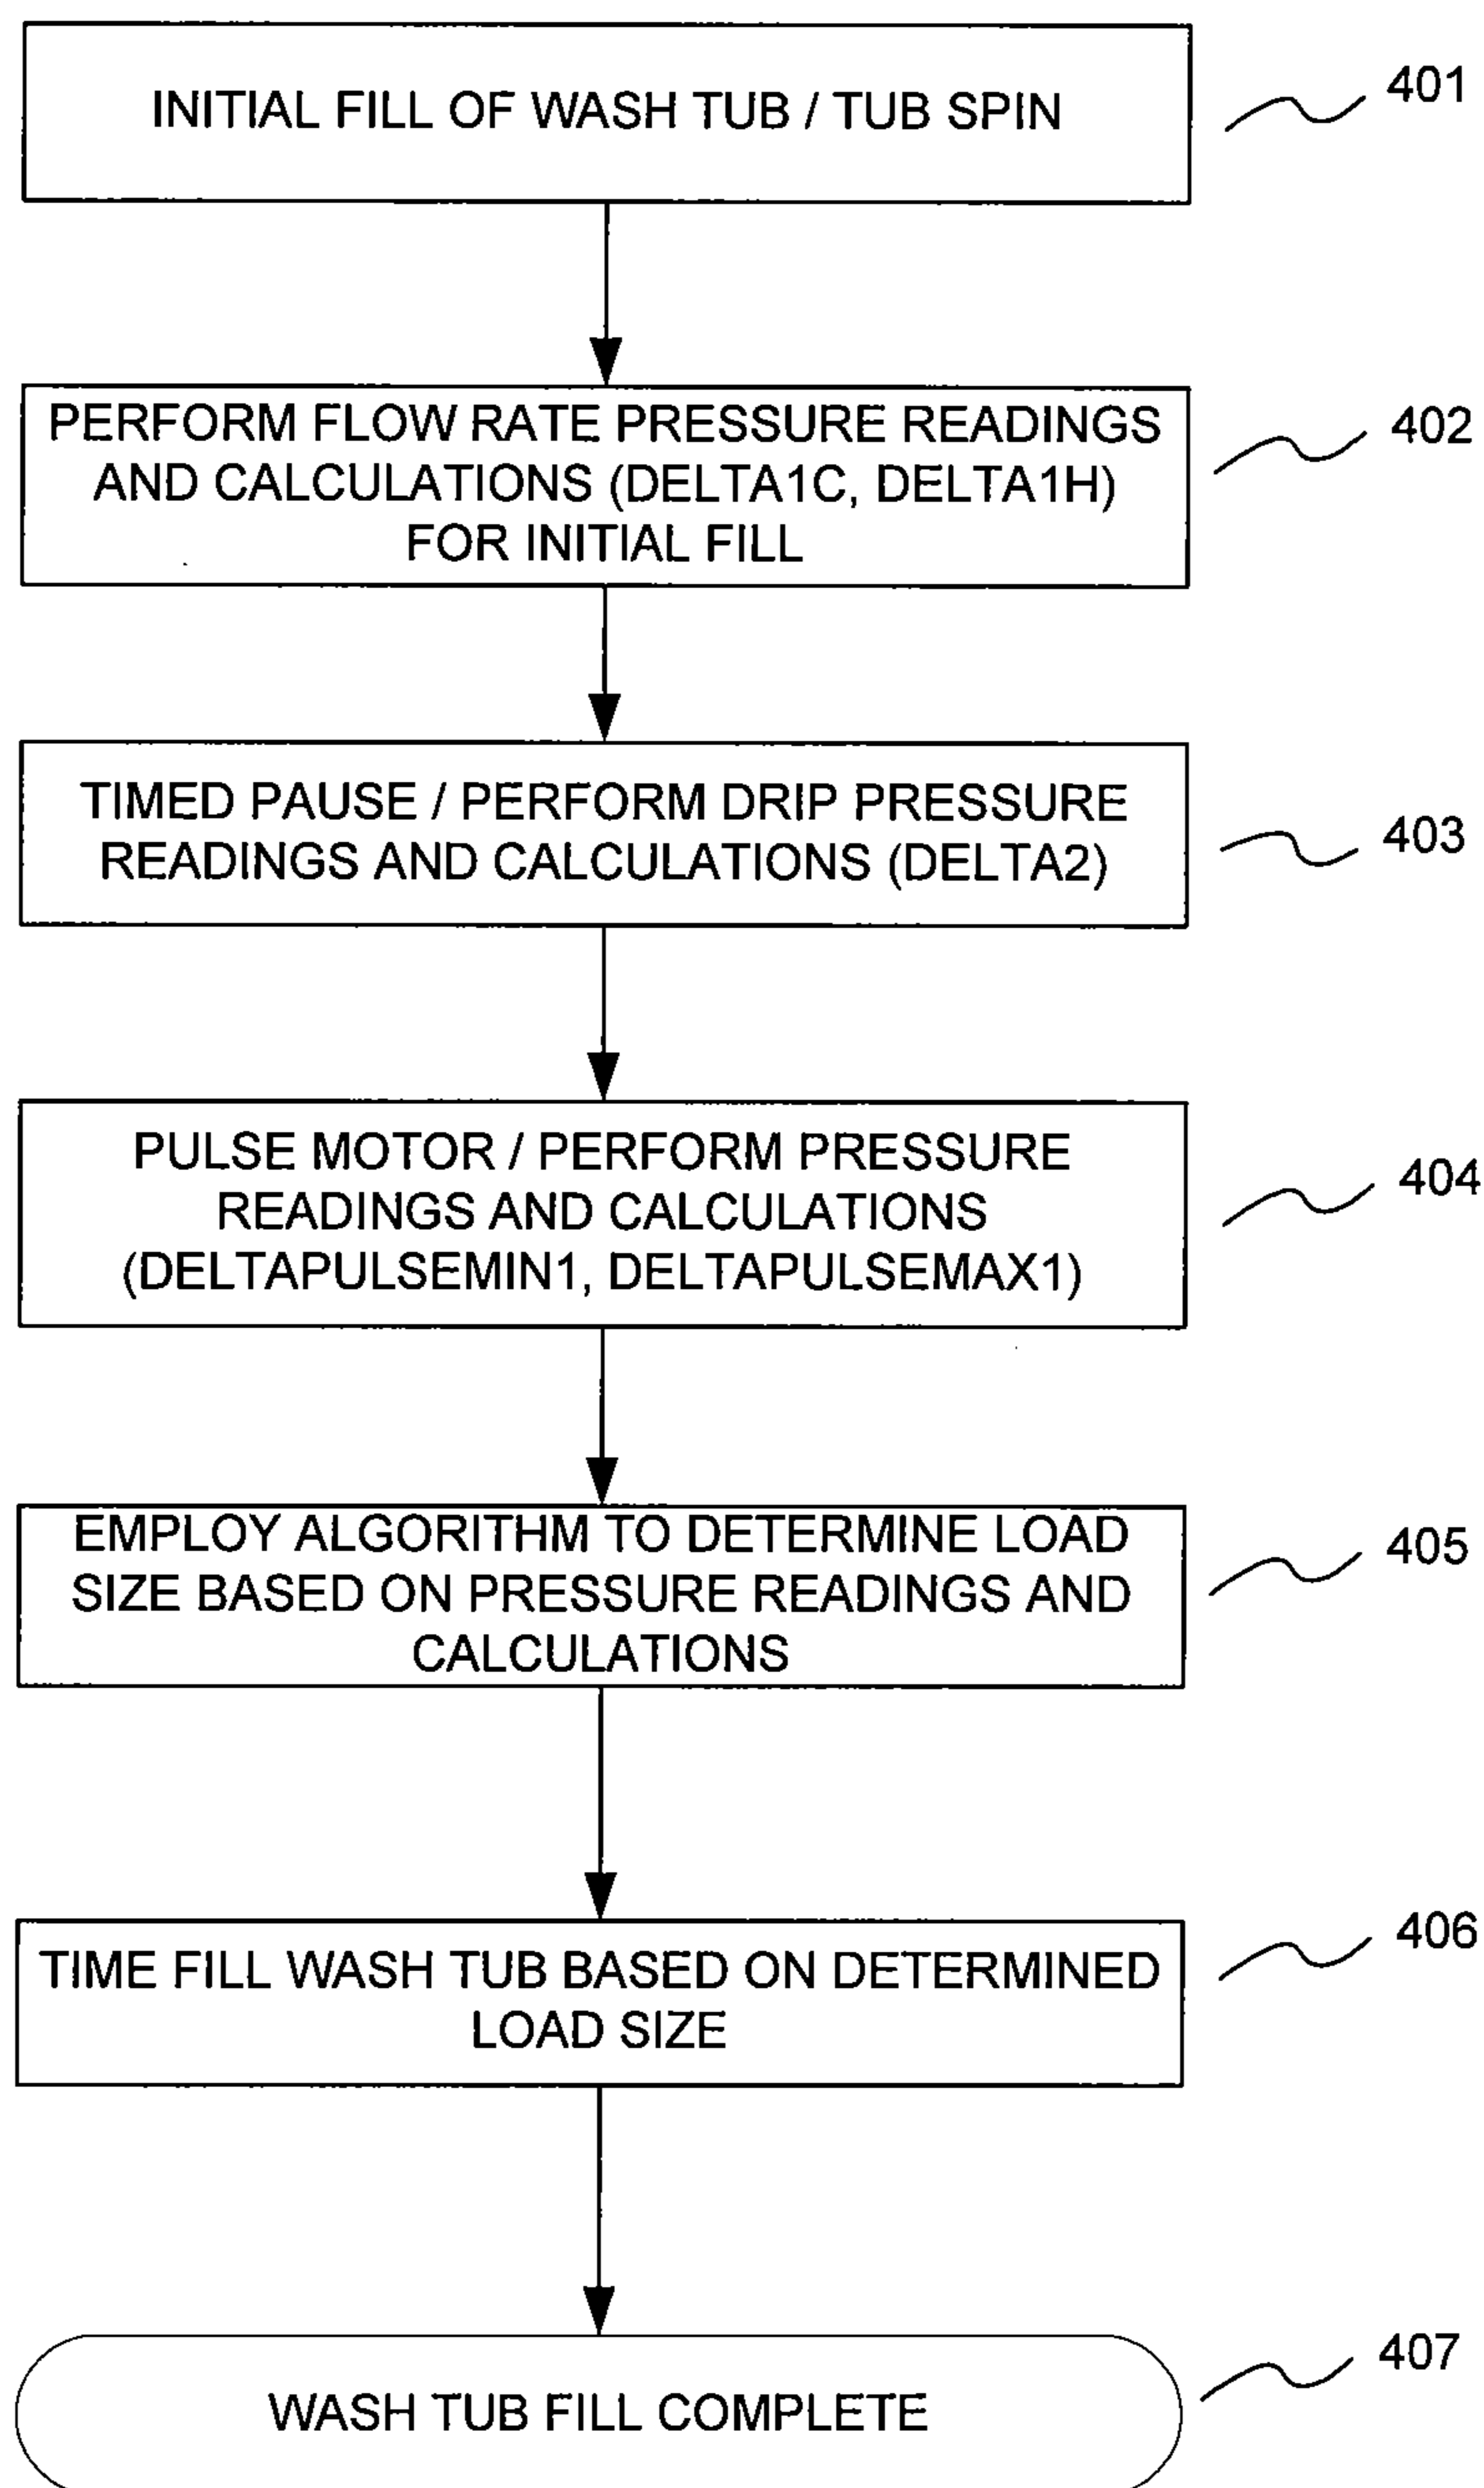 INITIAL FILL OF WASH TUB / TUB SPIN
401
PERFORM FLOW RATE PRESSURE READINGS
AND CALCULATIONS (DELTA1C, DELTA1H)
FOR INITIAL FILL
402
TIMED PAUSE / PERFORM DRIP PRESSURE
READINGS AND CALCULATIONS (DELTA2)
403
PULSE MOTOR / PERFORM PRESSURE
READINGS AND CALCULATIONS
(DELTAPULSEMIN1, DELTAPULSEMAX1)
404
EMPLOY ALGORITHM TO DETERMINE LOAD
SIZE BASED ON PRESSURE READINGS AND
CALCULATIONS
405
TIME FILL WASH TUB BASED ON DETERMINED
LOAD SIZE
406
WASH TUB FILL COMPLETE
407